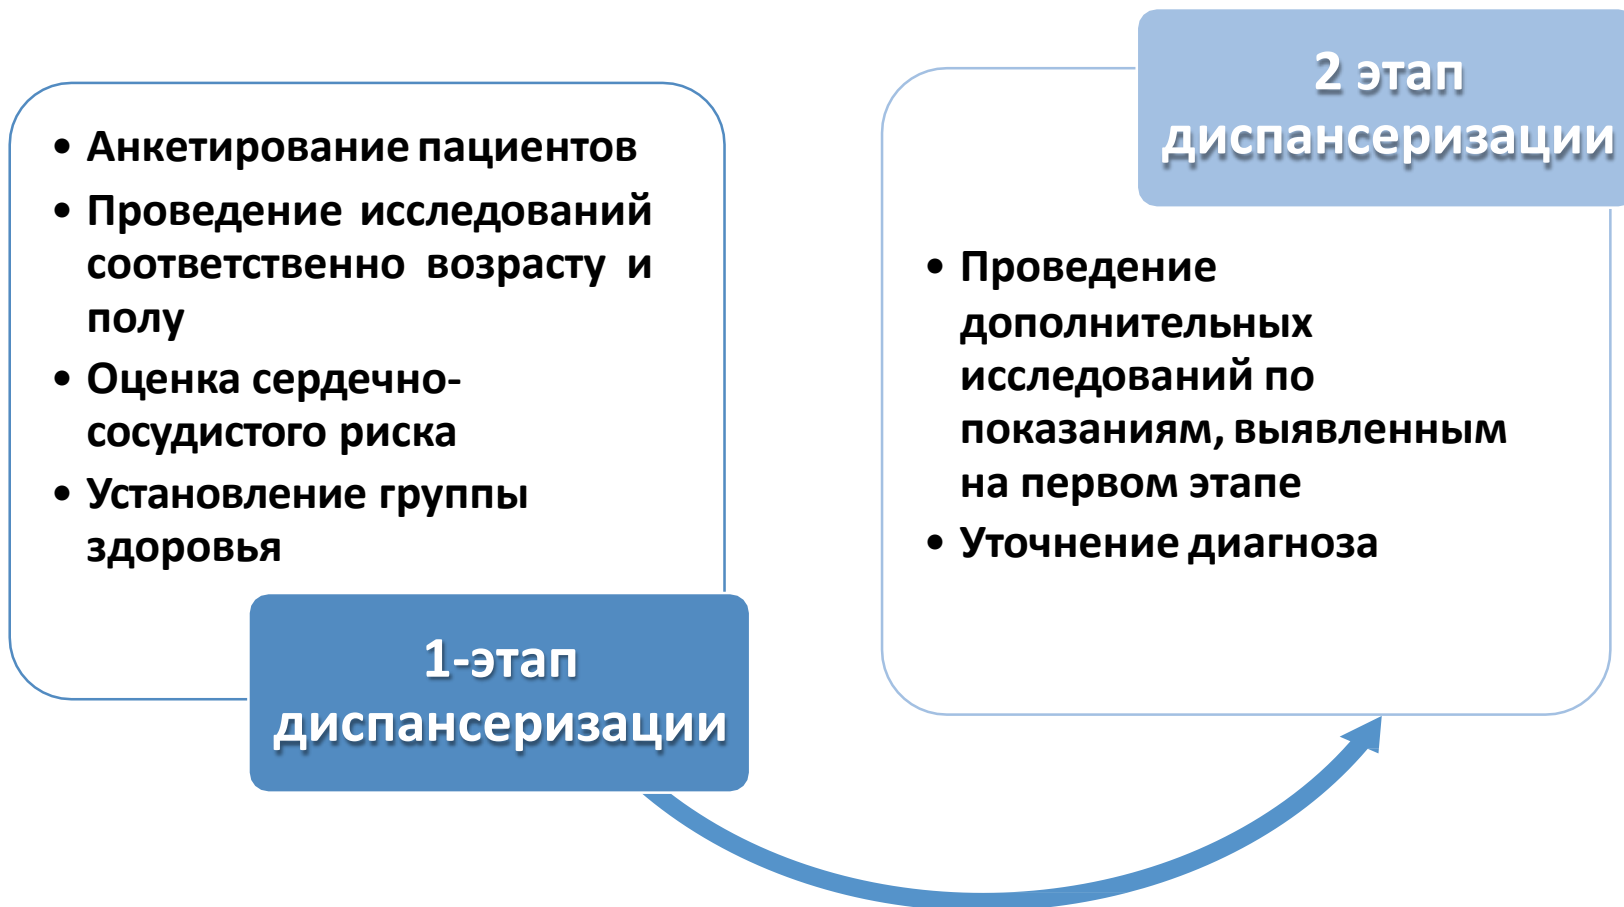 • Анкетирование пациентов
• Проведение исследований
соответственно возрасту и
полу
• Оценка сердечно-
сосудистого риска
• Установление группы
здоровья
1-этап
диспансеризации
2 этап
диспансеризации
• Проведение
дополнительных
исследований по
показаниям, выявленным
на первом этапе
• Уточнение диагноза